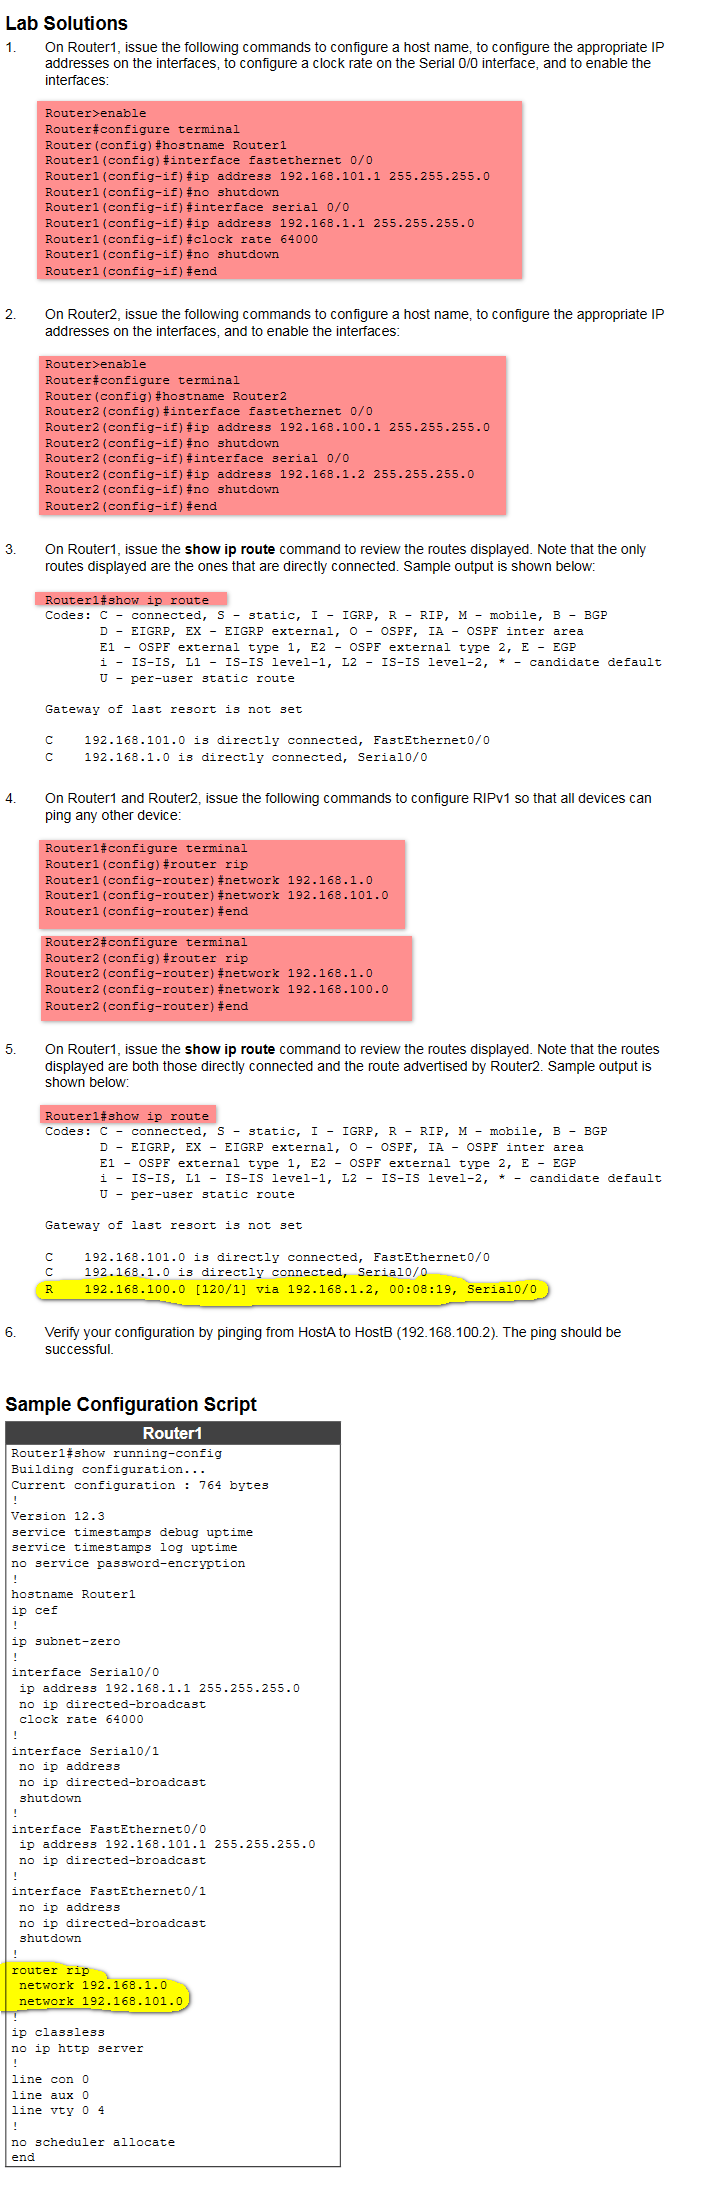 Lab Solutions
1. On Router1, issue the following commands to configure a host name, to configure the appropriate IP
addresses on the interfaces, to configure a clock rate on the Serial 0/0 interface, and to enable the
interfaces:
Router>enable
Router#configure terminal
Router(config)#hostname Router1
Router1(config)#interface fastethernet 0/0
Router1(config-if)#ip address 192.168.101.1 255.255.255.0
Router1(config-if)#no shutdown
Router1(config-if)#interface serial 0/0
Router1(config-if)#ip address 192.168.1.1 255.255.255.0
Router1(config-if)#clock rate 64000
Router1(config-if)#no shutdown
Router1(config-if)#end
2. On Router2, issue the following commands to configure a host name, to configure the appropriate IP
addresses on the interfaces, and to enable the interfaces:
Router>enable
Router#configure terminal
Router(config)#hostname Router2
Router2(config)#interface fastethernet 0/0
Router2(config-if)#ip address 192.168.100.1 255.255.255.0
Router2(config-if)#no shutdown
Router2(config-if)#interface serial 0/0
Router2(config-if)#ip address 192.168.1.2 255.255.255.0
Router2(config-if)#no shutdown
Router2(config-if)#end
3. On Router1, issue the show ip route command to review the routes displayed. Note that the only
routes displayed are the ones that are directly connected. Sample output is shown below:
Router1#show ip route
Codes: C - connected, S - static, I - IGRP, R - RIP, M - mobile, B - BGP
D - EIGRP, EX - EIGRP external, O - OSPF, IA - OSPF inter area
E1 - OSPF external type 1, E2 - OSPF external type 2, E - EGP
i - IS-IS, L1 - IS-IS level-1, L2 - IS-IS level-2, * - candidate default
U - per-user static route
Gateway of last resort is not set
C 192.168.101.0 is directly connected, FastEthernet0/0
C 192.168.1.0 is directly connected, Serial0/0
4. On Router1 and Router2, issue the following commands to configure RIPv1 so that all devices can
ping any other device:
Router1#configure terminal
Router1(config)#router rip
Router1(config-router)#network 192.168.1.0
Router1(config-router)#network 192.168.101.0
Router1(config-router)#end
Router2#configure terminal
Router2(config)#router rip
Router2(config-router)#network 192.168.1.0
Router2(config-router)#network 192.168.100.0
Router2(config-router)#end
5. On Router1, issue the show ip route command to review the routes displayed. Note that the routes
displayed are both those directly connected and the route advertised by Router2. Sample output is
shown below:
Router1#show ip route
Codes: C - connected, S - static, I - IGRP, R - RIP, M - mobile, B - BGP
D - EIGRP, EX - EIGRP external, O - OSPF, IA - OSPF inter area
E1 - OSPF external type 1, E2 - OSPF external type 2, E - EGP
i - IS-IS, L1 - IS-IS level-1, L2 - IS-IS level-2, * - candidate default
U - per-user static route
Gateway of last resort is not set
C 192.168.101.0 is directly connected, FastEthernet0/0
C 192.168.1.0 is directly connected, Serial0/0
R 192.168.100.0 [120/1] via 192.168.1.2, 00:08:19, Serial0/0
6. Verify your configuration by pinging from HostA to HostB (192.168.100.2). The ping should be
successful.
Sample Configuration Script
Router1
Router1#show running-config
Building configuration...
Current configuration : 764 bytes
!
Version 12.3
service timestamps debug uptime
service timestamps log uptime
no service password-encryption
!
hostname Router1
ip cef
!
ip subnet-zero
!
interface Serial0/0
ip address 192.168.1.1 255.255.255.0
no ip directed-broadcast
clock rate 64000
!
interface Serial0/1
no ip address
no ip directed-broadcast
shutdown
!
interface FastEthernet0/0
ip address 192.168.101.1 255.255.255.0
no ip directed-broadcast
!
interface FastEthernet0/1
no ip address
no ip directed-broadcast
shutdown
!
router rip
network 192.168.1.0
network 192.168.101.0
!
ip classless
no ip http server
!
line con 0
line aux 0
line vty 0 4
!
no scheduler allocate
end